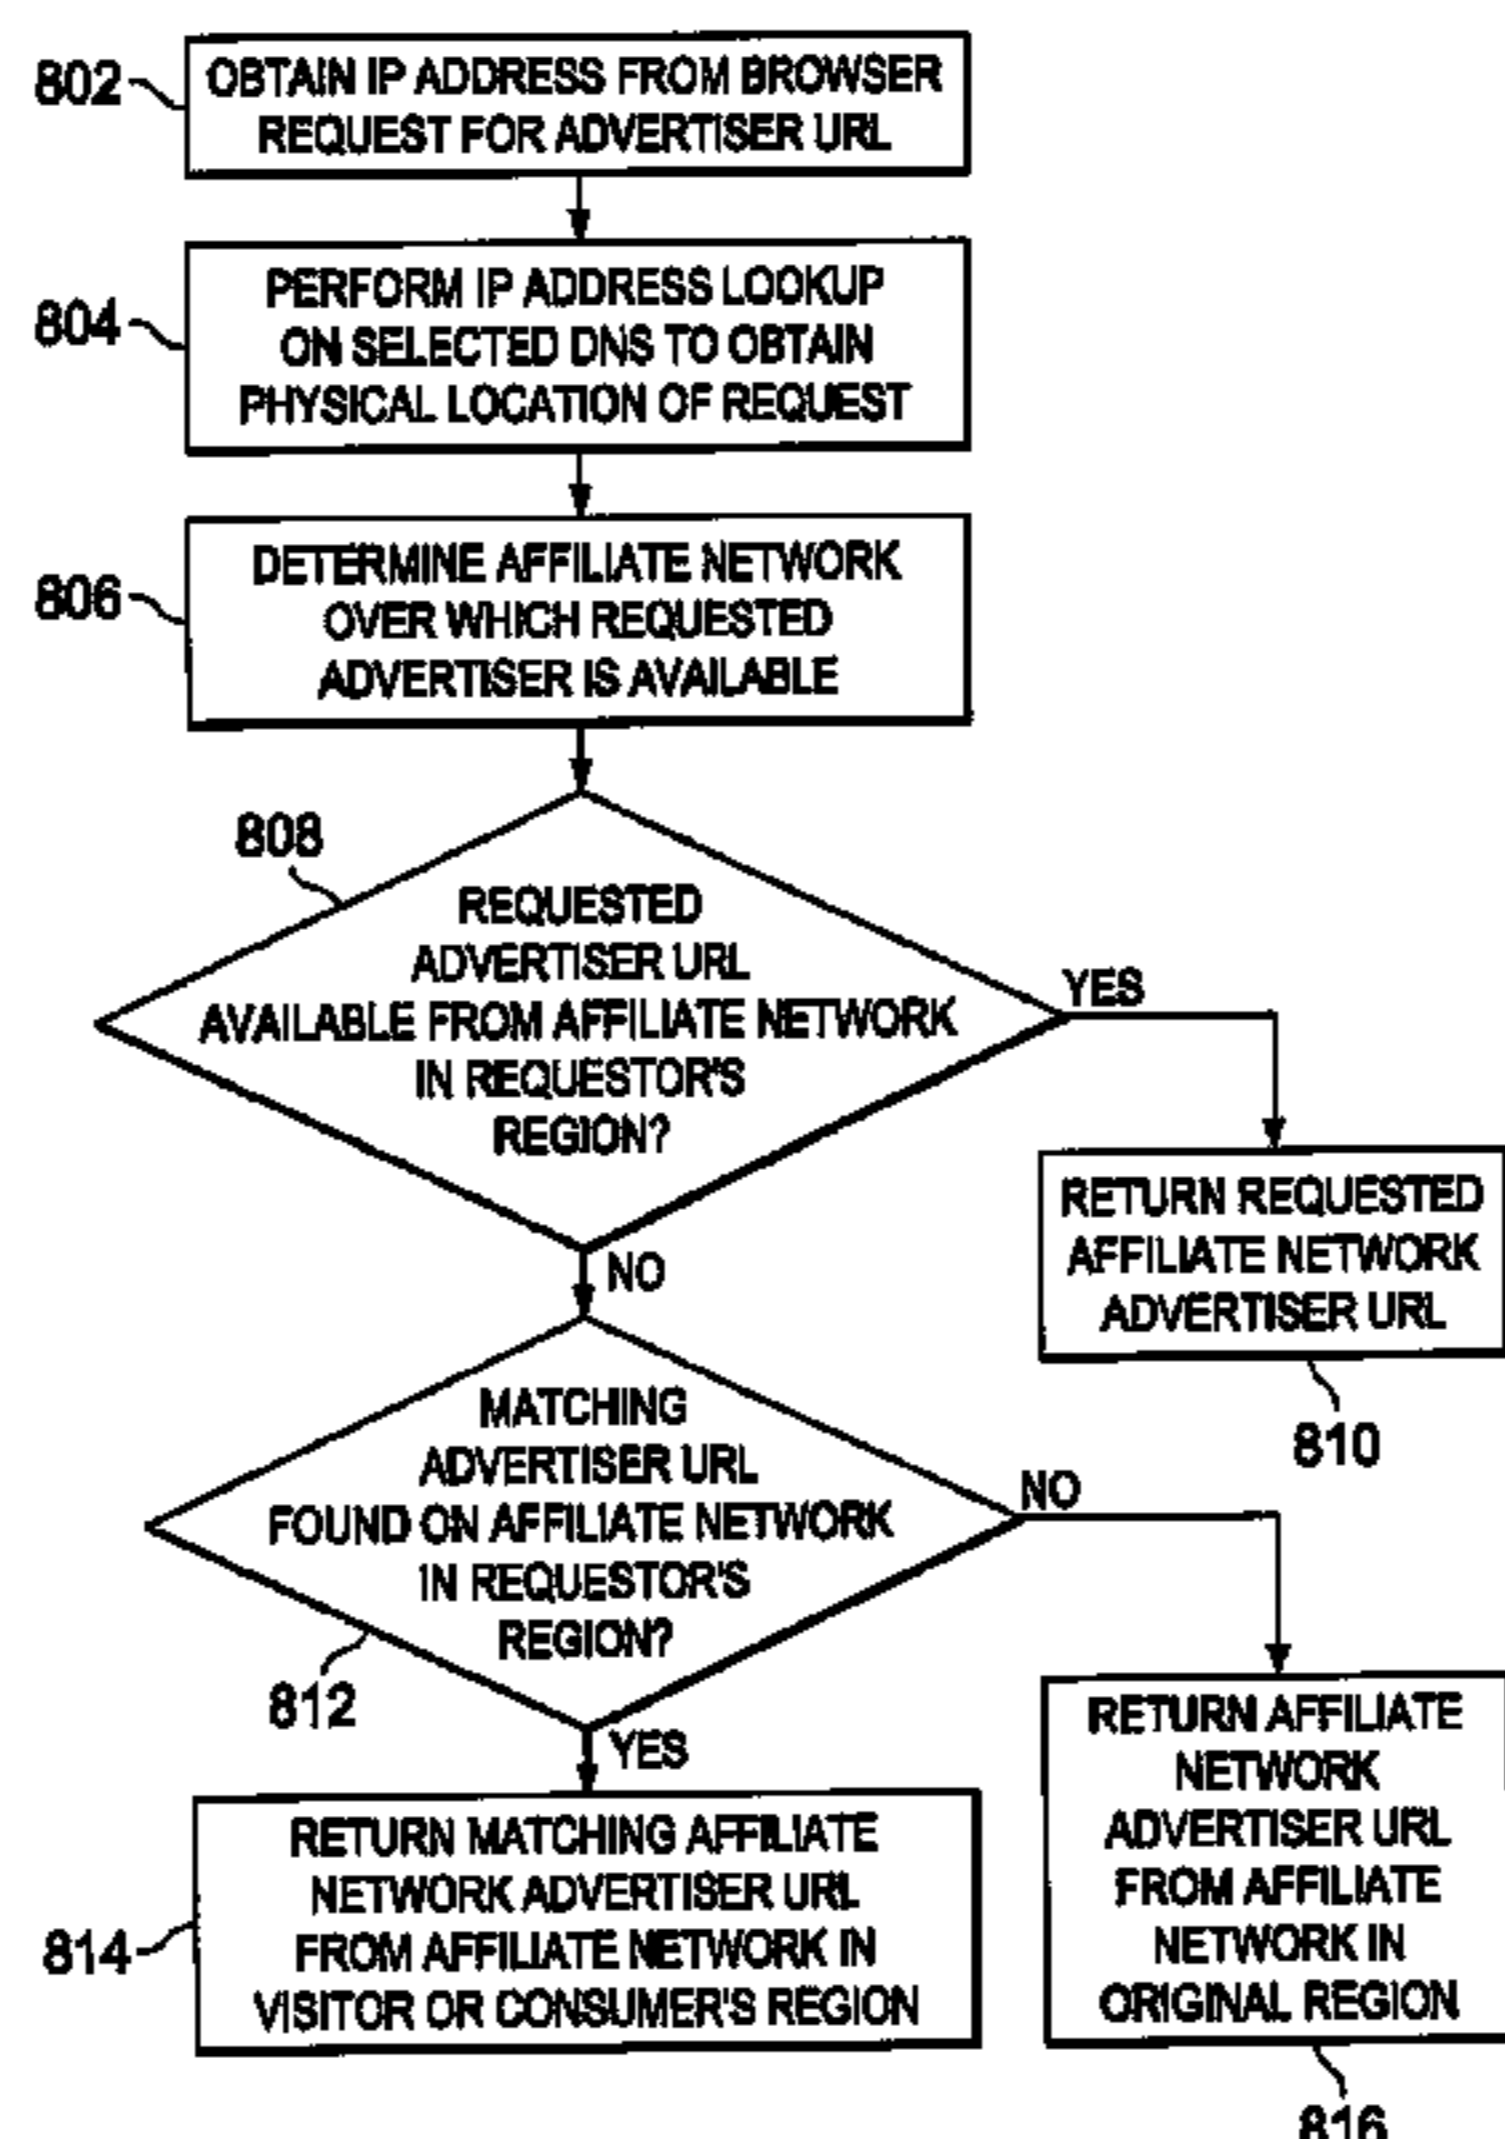 802
OBTAIN IP ADDRESS FROM BROWSER
REQUEST FOR ADVERTISER URL
804
PERFORM IP ADDRESS LOOKUP
ON SELECTED DNS TO OBTAIN
PHYSICAL LOCATION OF REQUEST
806
DETERMINE AFFILIATE NETWORK
OVER WHICH REQUESTED
ADVERTISER IS AVAILABLE
808
REQUESTED
ADVERTISER URL
AVAILABLE FROM AFFILIATE NETWORK
IN REQUESTOR'S
REGION?
YES
RETURN REQUESTED
AFFILIATE NETWORK
ADVERTISER URL
810
NO
MATCHING
ADVERTISER URL
FOUND ON AFFILIATE NETWORK
IN REQUESTOR'S
REGION?
812
NO
RETURN AFFILIATE
NETWORK
ADVERTISER URL
FROM AFFILIATE
NETWORK IN
ORIGINAL REGION
816
YES
814
RETURN MATCHING AFFILIATE
NETWORK ADVERTISER URL
FROM AFFILIATE NETWORK IN
VISITOR OR CONSUMER'S REGION